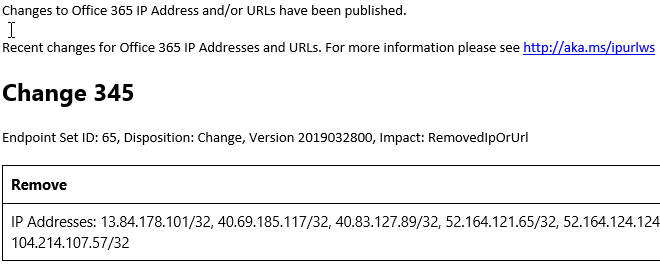 Changes to Office 365 IP Address and/or URLs have been published.
Recent changes for Office 365 IP Addresses and URLs. For more information please see http://aka.ms/ipurlws
Change 345
Endpoint Set ID: 65, Disposition: Change, Version 2019032800, Impact: RemovedIpOrUrl
Remove
IP Addresses: 13.84.178.101/32, 40.69.185.117/32, 40.83.127.89/32, 52.164.121.65/32, 52.164.124.124
104.214.107.57/32